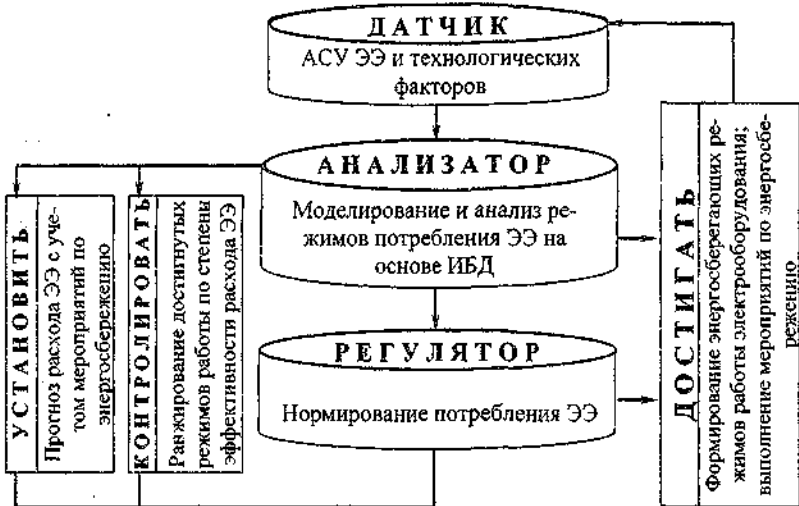 ДАТЧИК
АСУ ЭЭ и технологических
факторов
АНАЛИЗАТОР
Моделирование и анализ ре-
жимов потребления ЭЭ на
основе ИБД
РЕГУЛЯТОР
Нормирование потребления ЭЭ
УСТАНОВИТЬ
Прогноз расхода ЭЭ с уче-
том мероприятий по
энергосбережению
КОНТРОЛИРОВАТЬ
Ранжирование достигнутых
режимов работы по степени
эффективности расхода ЭЭ
ДОСТИГАТЬ
Формирование энергосберегающих ре-
жимов работы электрооборудования;
выполнение мероприятий по энергосбе-
режению